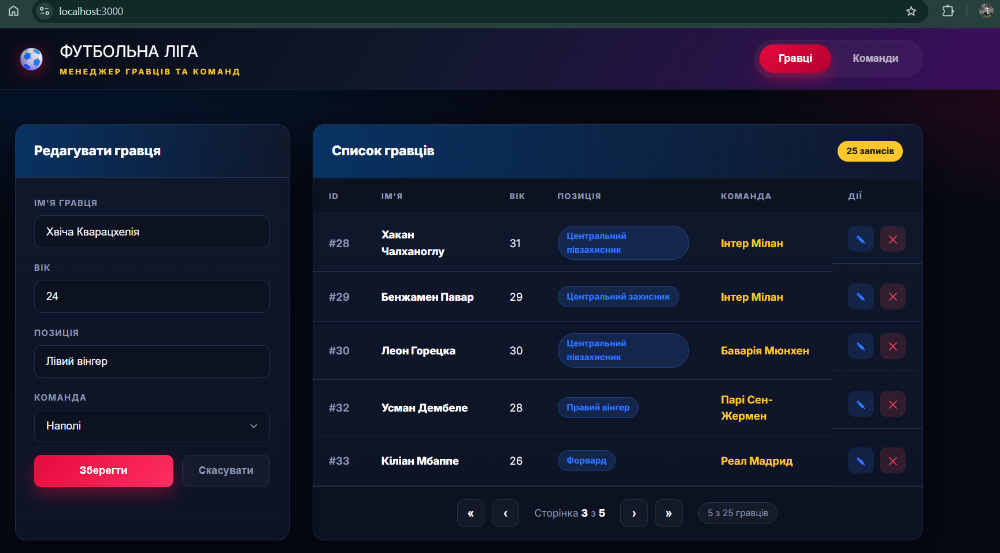 localhost:3000
ФУТБОЛЬНА ЛІГА
МЕНЕДЖЕР ГРАВЦІВ ТА КОМАНД
Гравці
Команди
Редагувати гравця
ІМ'Я ГРАВЦЯ
Хвіча Кварацхелія
ВІК
24
ПОЗИЦІЯ
Лівий вінгер
КОМАНДА
Наполі
Зберегти
Скасувати
Список гравців
25 записів
ID ІМ'Я ВІК ПОЗИЦІЯ КОМАНДА ДІЇ
#28 Хакан Чалханоглу 31 Центральний півзахисник Інтер Мілан
#29 Бенжамен Павар 29 Центральний захисник Інтер Мілан
#30 Леон Горецка 30 Центральний півзахисник Баварія Мюнхен
#32 Усман Дембеле 28 Правий вінгер Парі Сен-Жермен
#33 Кіліан Мбаппе 26 Форвард Реал Мадрид
« ‹ Сторінка 3 з 5 › » 5 з 25 гравців